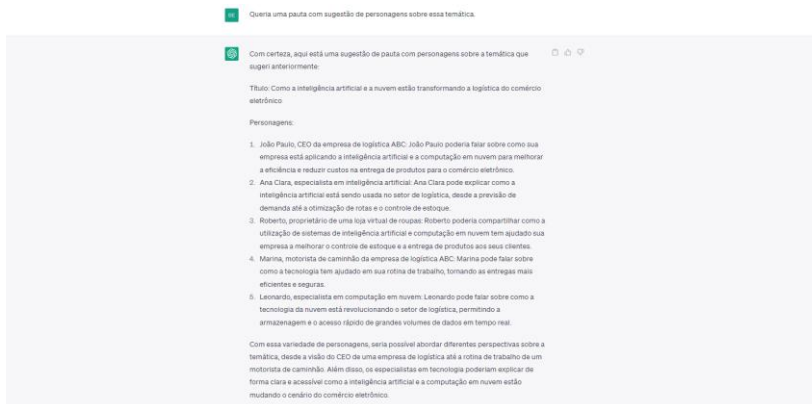 Queria uma pauta com sugestão de personagens sobre essa temática.
Com certeza, aqui está uma sugestão de pauta com personagens sobre a temática que
sugeri anteriormente:
Título: Como a inteligência artificial e a nuvem estão transformando a logística do comércio
eletrônico
Personagens:
1. João Paulo, CEO da empresa de logística ABC: João Paulo poderia falar sobre como sua
empresa está aplicando a inteligência artificial e a computação em nuvem para melhorar
a eficiência e reduzir custos na entrega de produtos para o comércio eletrônico.
2. Ana Clara, especialista em inteligência artificial: Ana Clara pode explicar como a
inteligência artificial está sendo usada no setor de logística, desde a previsão de
demanda até a otimização de rotas e o controle de estoque.
3. Roberto, proprietário de uma loja virtual de roupas: Roberto poderia compartilhar como a
utilização de sistemas de inteligência artificial e computação em nuvem tem ajudado sua
empresa a melhorar o controle de estoque e a entrega de produtos aos seus clientes.
4. Marina, motorista de caminhão da empresa de logística ABC: Marina pode falar sobre
como a tecnologia tem ajudado em sua rotina de trabalho, tornando as entregas mais
eficientes e seguras.
5. Leonardo, especialista em computação em nuvem: Leonardo pode falar sobre como a
tecnologia da nuvem está revolucionando o setor de logística, permitindo a
armazenagem e o acesso rápido de grandes volumes de dados em tempo real.
Com essa variedade de personagens, seria possível abordar diferentes perspectivas sobre a
temática, desde a visão do CEO de uma empresa de logística até a rotina de trabalho de um
motorista de caminhão. Além disso, os especialistas em tecnologia poderiam explicar de
forma clara e acessível como a inteligência artificial e a computação em nuvem estão
mudando o cenário do comércio eletrônico.